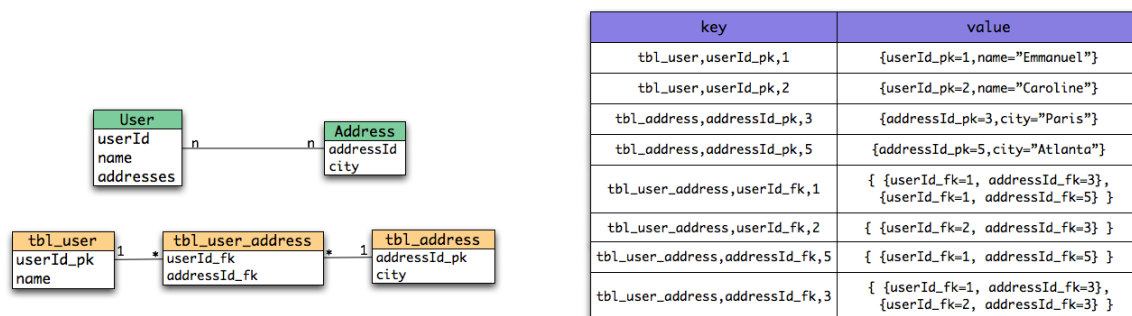 User
userId
name
addresses
n
n
Address
addressId
city
tbl_user
userId_pk
name
1
*
tbl_user_address
userId_fk
addressId_fk
*
1
tbl_address
addressId_pk
city
key value
tbl_user,userId_pk,1 {userId_pk=1,name=”Emmanuel”}
tbl_user,userId_pk,2 {userId_pk=2,name=”Caroline”}
tbl_address,addressId_pk,3 {addressId_pk=3,city=”Paris”}
tbl_address,addressId_pk,5 {addressId_pk=5,city=”Atlanta”}
tbl_user_address,userId_fk,1 { {userId_fk=1, addressId_fk=3},
{userId_fk=1, addressId_fk=5} }
tbl_user_address,userId_fk,2 { {userId_fk=2, addressId_fk=3} }
tbl_user_address,addressId_fk,5 { {userId_fk=1, addressId_fk=5} }
tbl_user_address,addressId_fk,3 { {userId_fk=1, addressId_fk=3},
{userId_fk=2, addressId_fk=3} }